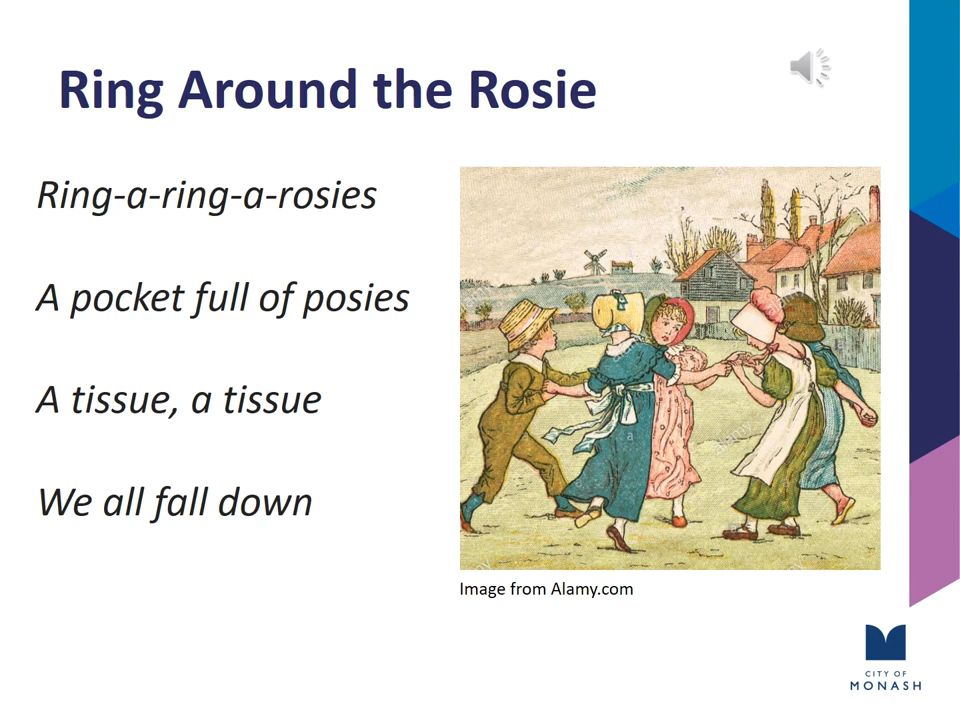 Ring Around the Rosie
Ring-a-ring-a-rosies
A pocket full of posies
A tissue, a tissue
We all fall down
alamy
a
Image from Alamy.com
CITY OF
MONASH